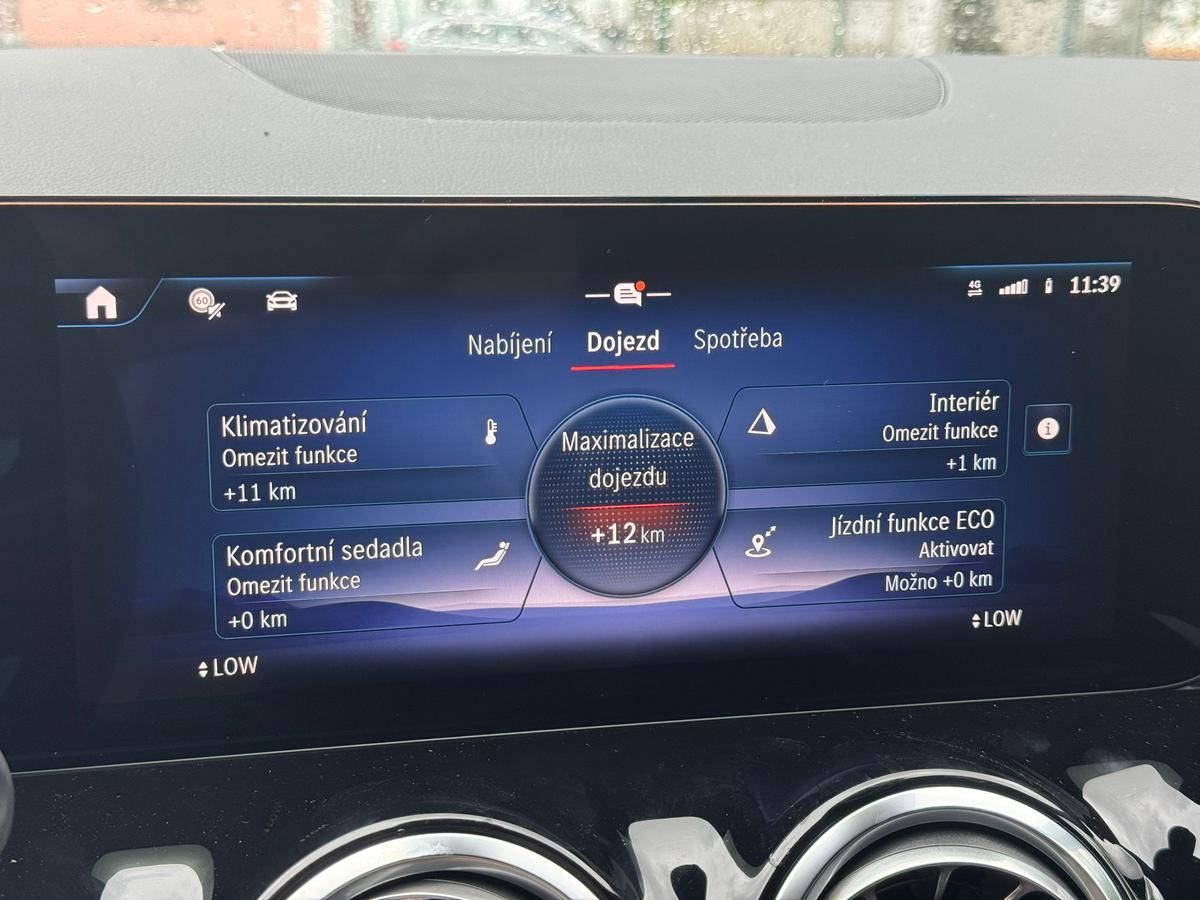 60
4G
11:39
Nabíjení
Dojezd
Spotřeba
Klimatizování
Omezit funkce
+11 km
Maximalizace
dojezdu
+12 km
Interiér
Omezit funkce
+1 km
i
Komfortní sedadla
Omezit funkce
+0 km
Jízdní funkce ECO
Aktivovat
Možno +0 km
LOW
LOW